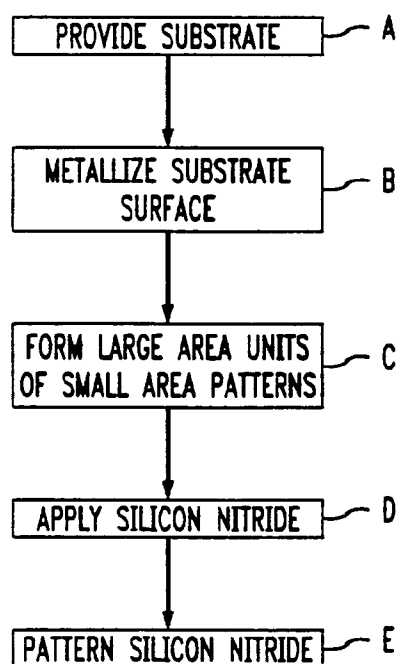 PROVIDE SUBSTRATE
A
METALLIZE SUBSTRATE
SURFACE
B
FORM LARGE AREA UNITS
OF SMALL AREA PATTERNS
C
APPLY SILICON NITRIDE
D
PATTERN SILICON NITRIDE
E